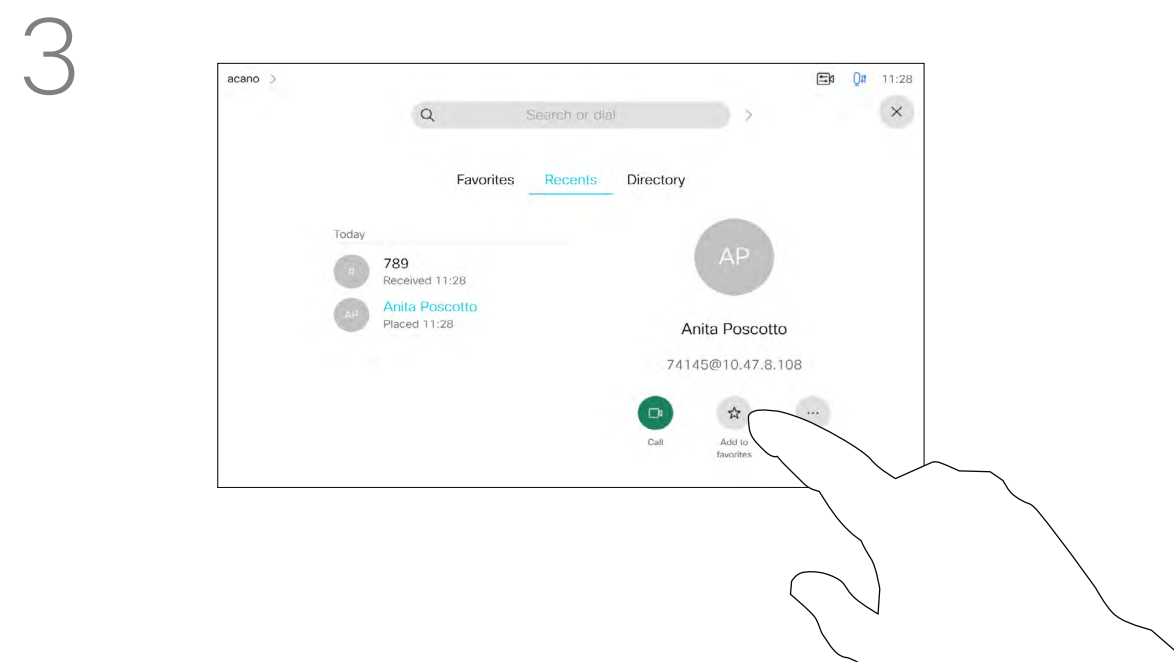 3
acano >
11:28
Search or dial
Favorites Recents Directory
Today
#
789
Received 11:28
AP
Anita Poscotto
Placed 11:28
AP
Anita Poscotto
74145@10.47.8.108
Call
Add to
favorites